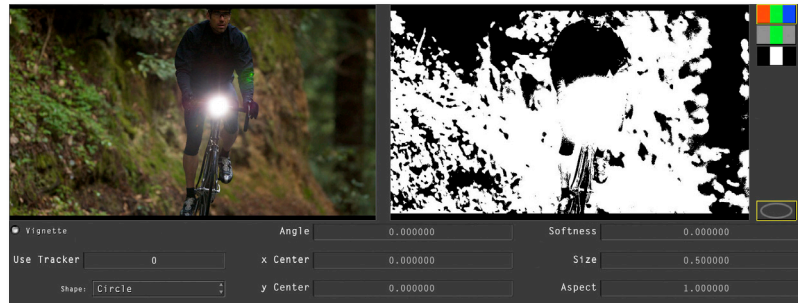 Vignette Angle 0.000000 Softness 0.000000
Use Tracker 0 x Center 0.000000 Size 0.500000
Shape: Circle y Center 0.000000 Aspect 1.000000